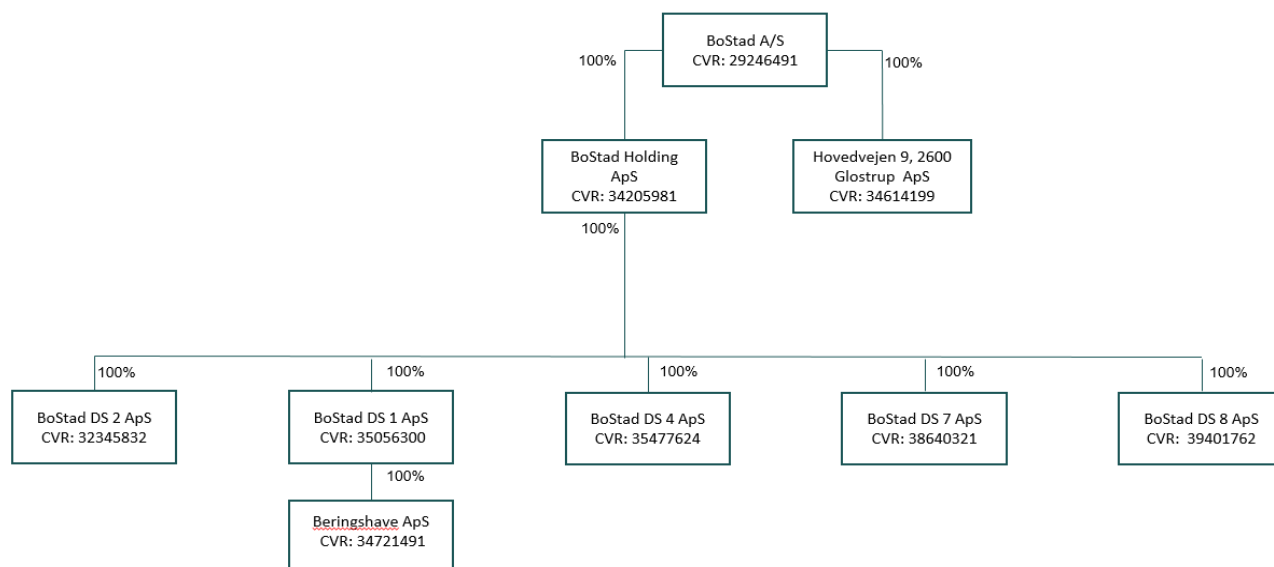 BoStad A/S
CVR: 29246491
100%
100%
BoStad Holding
ApS
CVR: 34205981
Hovedvejen 9, 2600
Glostrup ApS
CVR: 34614199
100%
100%
100%
100%
100%
100%
BoStad DS 2 ApS
CVR: 32345832
BoStad DS 1 ApS
CVR: 35056300
BoStad DS 4 ApS
CVR: 35477624
BoStad DS 7 ApS
CVR: 38640321
BoStad DS 8 ApS
CVR: 39401762
100%
Beringshave ApS
CVR: 34721491